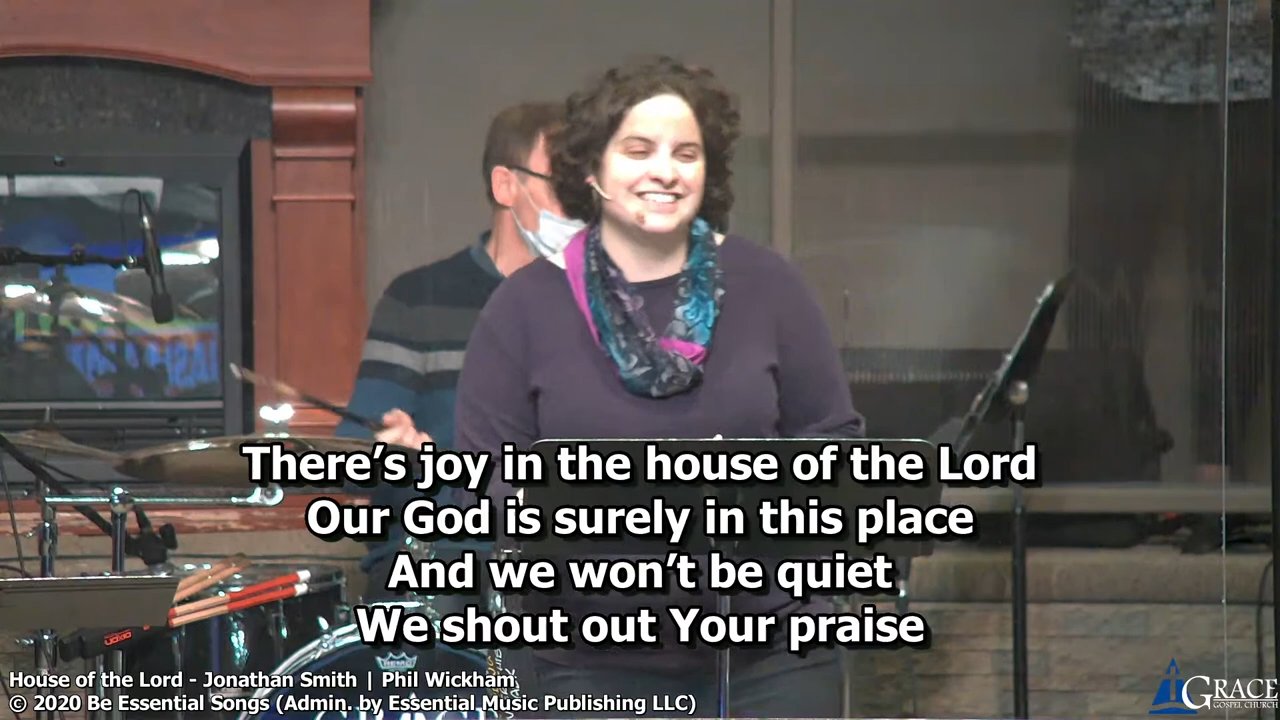 There's joy in the house of the Lord
Our God is surely in this place
And we won't be quiet
We shout out Your praise
House of the Lord - Jonathan Smith | Phil Wickham
© 2020 Be Essential Songs (Admin. by Essential Music Publishing LLC)
GRACE
GOSPEL CHURCH
REMO